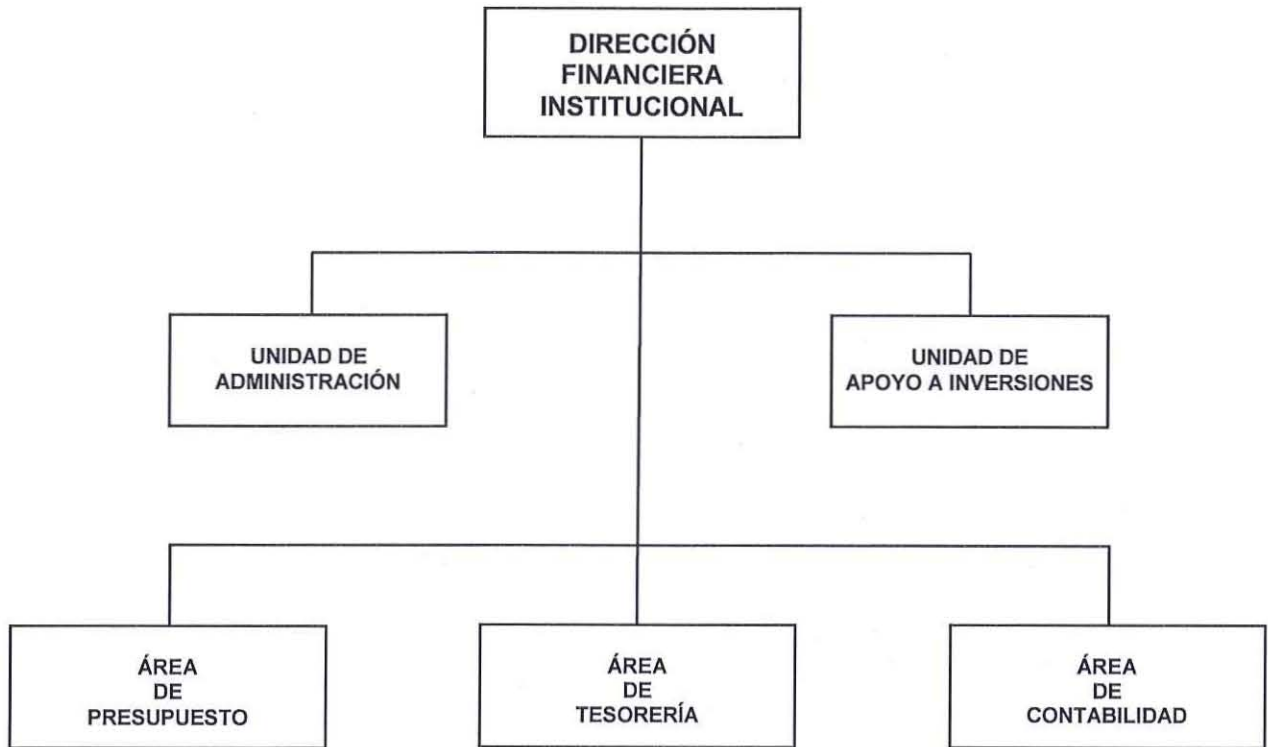 DIRECCIÓN
FINANCIERA
INSTITUCIONAL
UNIDAD DE
ADMINISTRACIÓN
UNIDAD DE
APOYO A INVERSIONES
ÁREA
DE
PRESUPUESTO
ÁREA
DE
TESORERÍA
ÁREA
DE
CONTABILIDAD